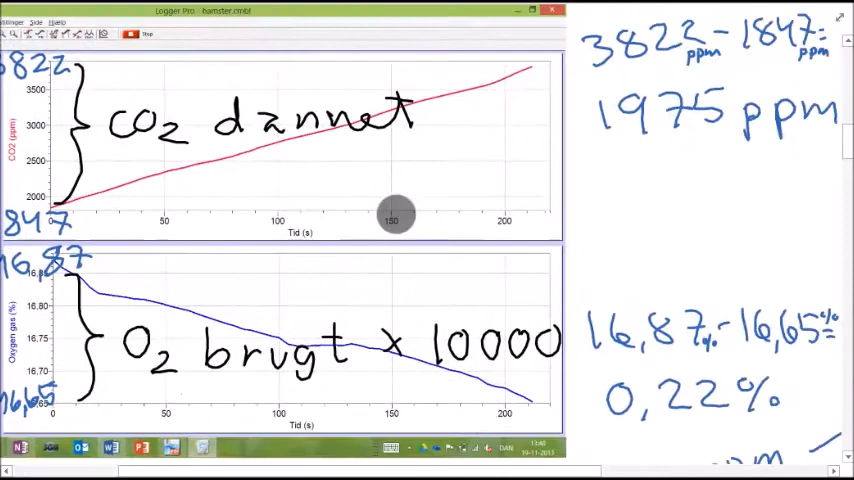 Logger Pro - hamster.cmbl
Side Hjælp
Stop
3822
3500
3000
2500
2000
CO2 (ppm)
CO2 dannet
1847
0
50
100
150
200
Tid (s)
16,87
16,80
16,75
16,70
Oxygen gas (%)
O2 brugt x 10000
16,65
0
50
100
150
200
Tid (s)
DAN
13:40
19-11-2013
3822 ppm - 1847 ppm =
1975 ppm
16,87 % - 16,65 % =
0,22 %
ppm